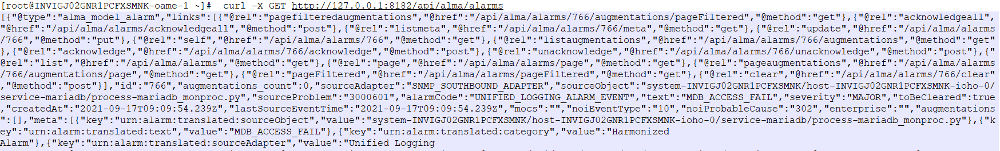 [root@INVIGJ02GNR1PCFXSMNK-oame-1 ~]#  curl -X GET http://127.0.0.1:8182/api/alma/alarms
[{"@type":"alma_model_alarm","links":[{"@rel":"pagefilteredaugmentations","@href":"/api/alma/alarms/766/augmentations/pageFiltered","@method":"get"},{"@rel":"acknowledgeall",
"@href":"/api/alma/alarms/acknowledgeall","@method":"post"},{"@rel":"listmeta","@href":"/api/alma/alarms/766/meta","@method":"get"},{"@rel":"update","@href":"/api/alma/alarms
/766","@method":"put"},{"@rel":"self","@href":"/api/alma/alarms/766","@method":"get"},{"@rel":"listaugmentations","@href":"/api/alma/alarms/766/augmentations","@method":"get"
},{"@rel":"acknowledge","@href":"/api/alma/alarms/766/acknowledge","@method":"post"},{"@rel":"unacknowledge","@href":"/api/alma/alarms/766/unacknowledge","@method":"post"},{"
@rel":"list","@href":"/api/alma/alarms","@method":"get"},{"@rel":"page","@href":"/api/alma/alarms/page","@method":"get"},{"@rel":"pageaugmentations","@href":"/api/alma/alarms
/766/augmentations/page","@method":"get"},{"@rel":"pageFiltered","@href":"/api/alma/alarms/pageFiltered","@method":"get"},{"@rel":"clear","@href":"/api/alma/alarms/766/clear"
,"@method":"post"}],"id":"766","augmentations_count":0,"sourceAdapter":"SNMP_SOUTHBOUND_ADAPTER","sourceObject":"system-INVIGJ02GNR1PCFXSMNK/host-INVIGJ02GNR1PCFXSMNK-ioho-0/
service-mariadb/process-mariadb_monproc.py","sourceProblem":"3000601","alarmCode":"UNIFIED_LOGGING_ALARM_EVENT","text":"MDB_ACCESS_FAIL","severity":"MAJOR","toBeCleared":true
,"createdAt":"2021-09-17T09:09:54.239Z","lastSourceEventTime":"2021-09-17T09:09:54.239Z","mocs":"","noiEventType":"10","noiProbableCause":"302","enterprise":"","augmentations
":[],"meta":[{"key":"urn:alarm:translated:sourceObject","value":"system-INVIGJ02GNR1PCFXSMNK/host-INVIGJ02GNR1PCFXSMNK-ioho-0/service-mariadb/process-mariadb_monproc.py"},{"k
ey":"urn:alarm:translated:text","value":"MDB_ACCESS_FAIL"},{"key":"urn:alarm:translated:category","value":"Harmonized
Alarm"},{"key":"urn:alarm:translated:sourceAdapter","value":"Unified Logging